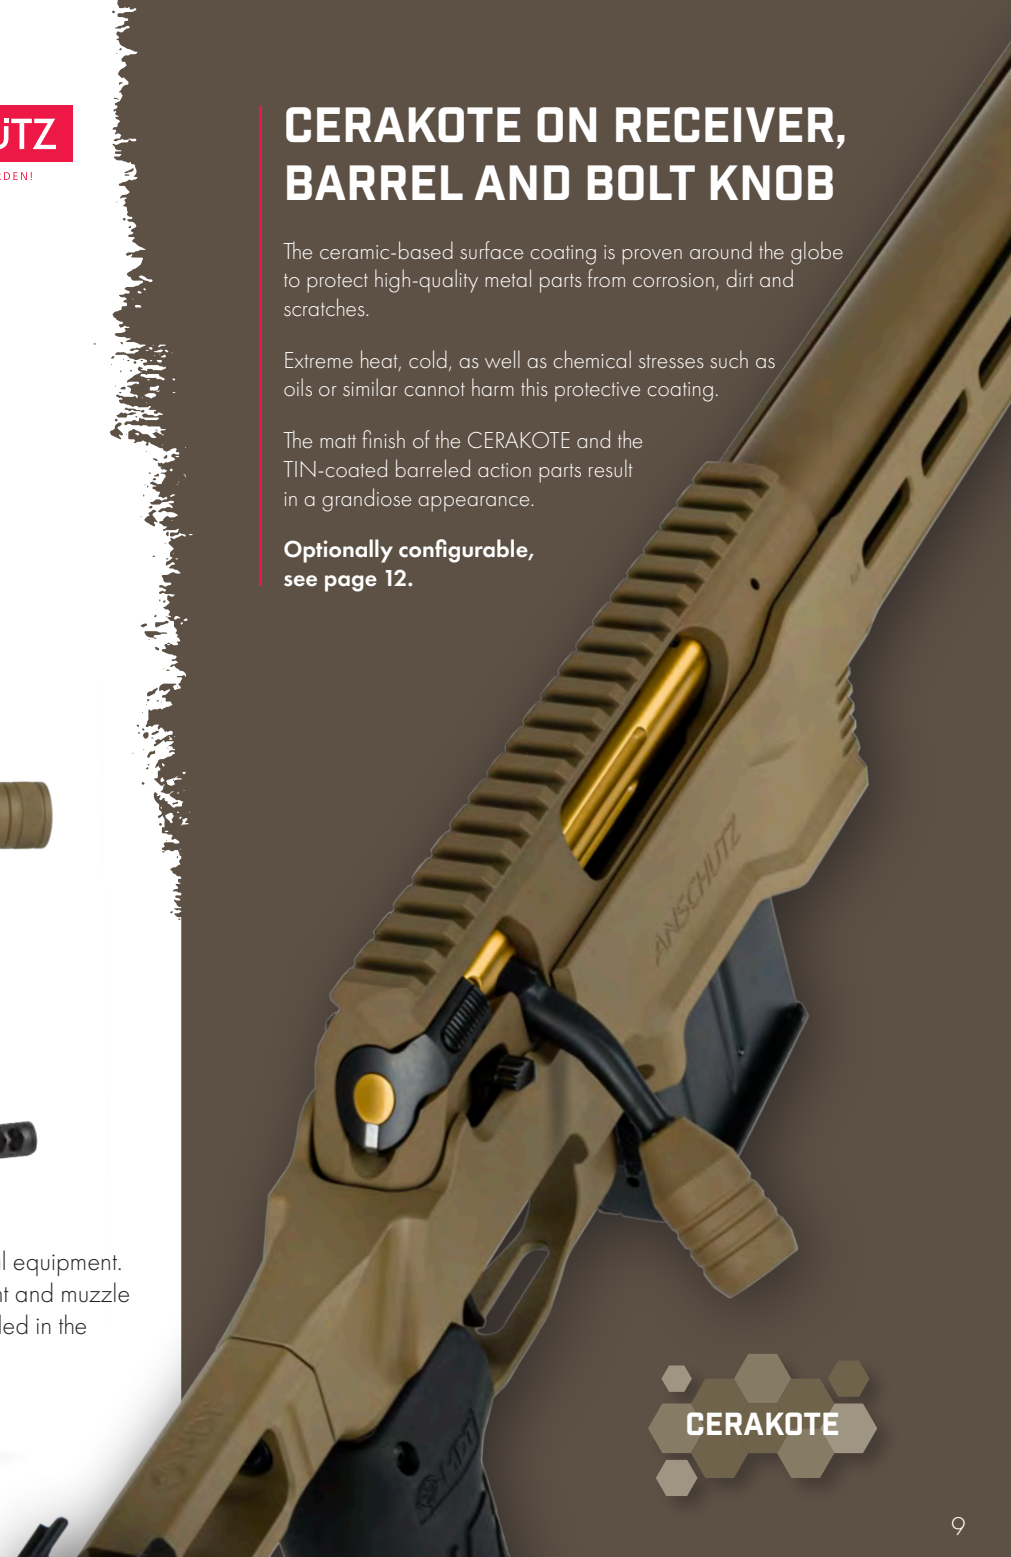 CERAKOTE ON RECEIVER,
BARREL AND BOLT KNOB
The ceramic-based surface coating is proven around the globe
to protect high-quality metal parts from corrosion, dirt and
scratches.
Extreme heat, cold, as well as chemical stresses such as
oils or similar cannot harm this protective coating.
The matt finish of the CERAKOTE and the
TIN-coated barreled action parts result
in a grandiose appearance.
Optionally configurable,
see page 12.
ANSCHUTZ
equipment.
and muzzle
in the
MDT
MDT
CERAKOTE
9